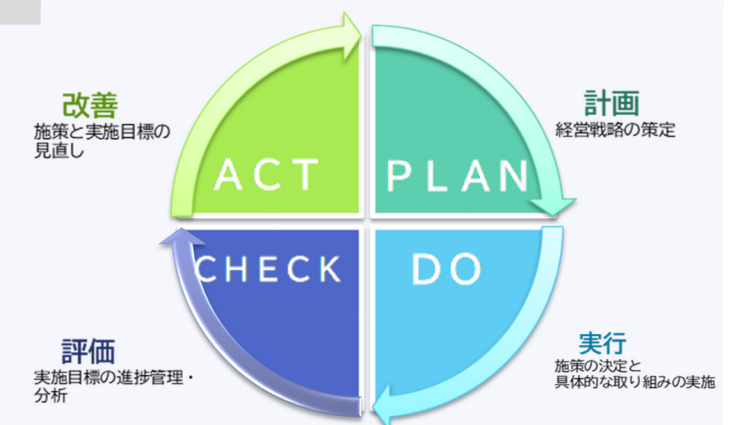 改善
施策と実施目標の
見直し
ACT
PLAN
計画
経営戦略の策定
CHECK
DO
評価
実施目標の進捗管理・
分析
実行
施策の決定と
具体的な取り組みの実施